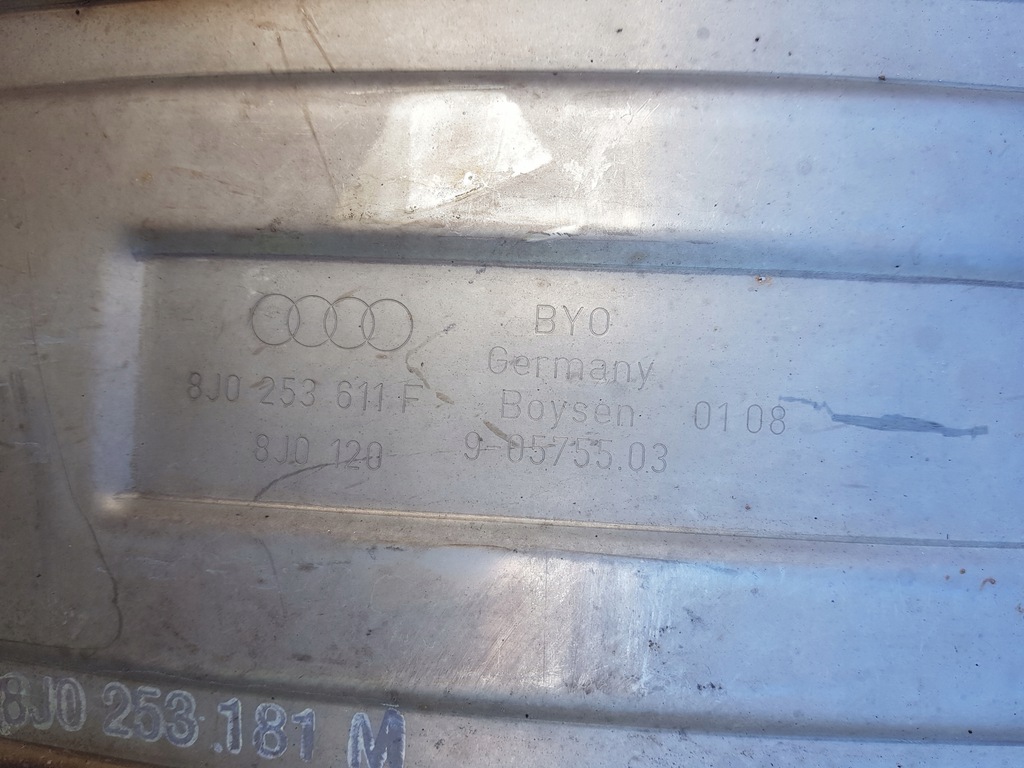 BYO
Germany
8J0 253 611 F Boysen 01 08
8J0 120 9-05755.03
8J0 253.181 M